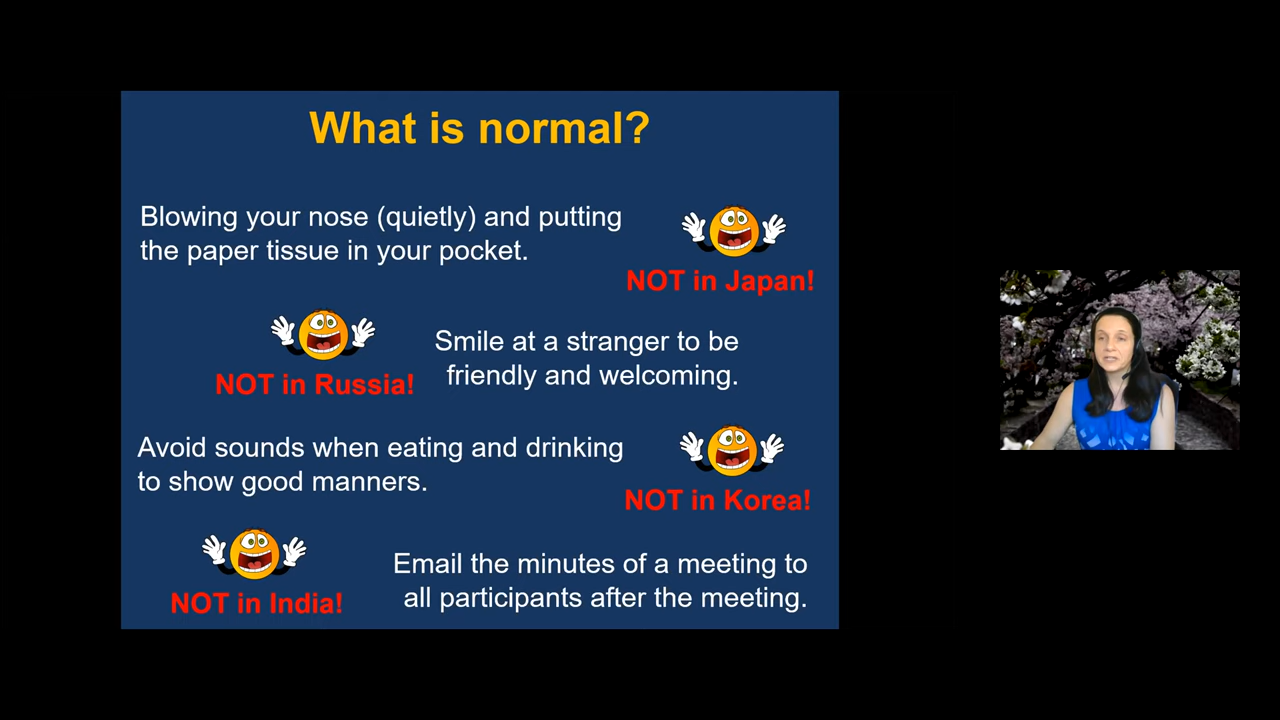 What is normal?
Blowing your nose (quietly) and putting
the paper tissue in your pocket.
NOT in Japan!
Smile at a stranger to be
friendly and welcoming.
NOT in Russia!
Avoid sounds when eating and drinking
to show good manners.
NOT in Korea!
Email the minutes of a meeting to
all participants after the meeting.
NOT in India!